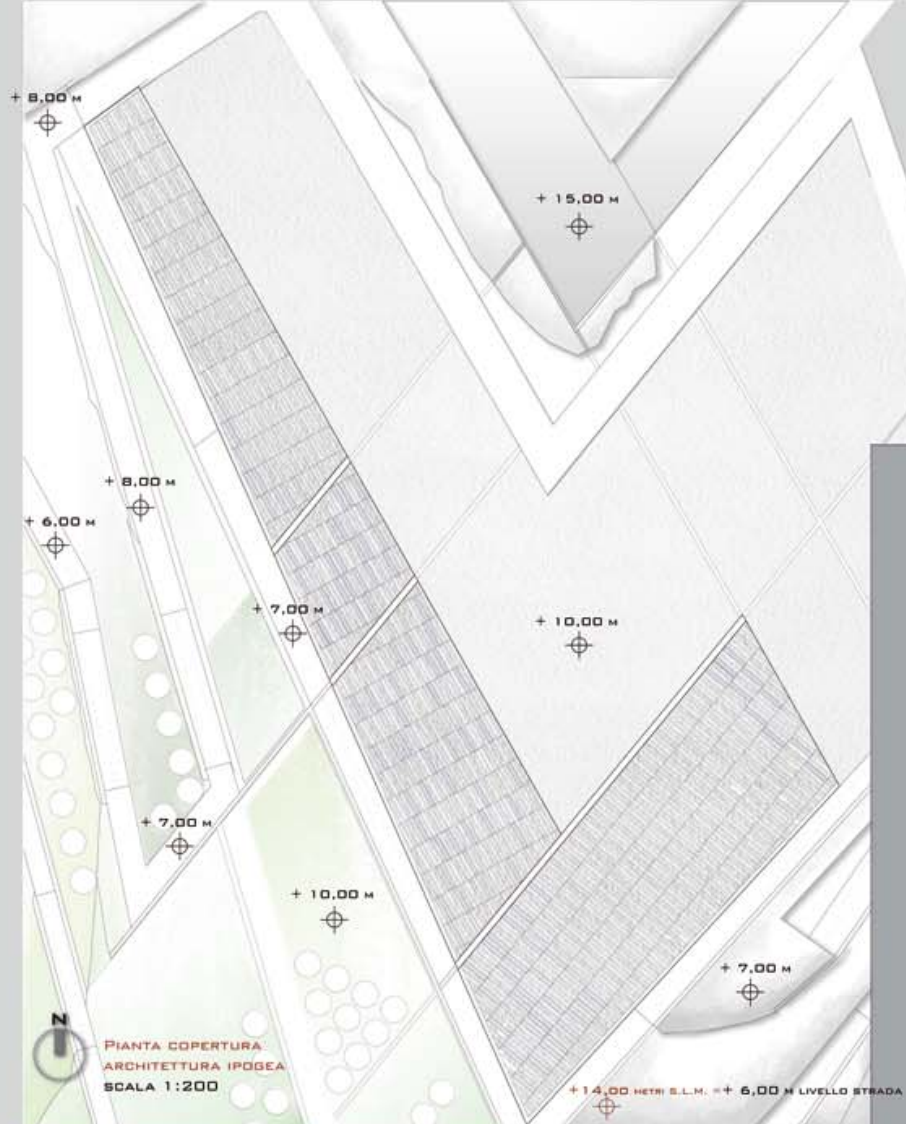 + 8,00 M
+ 15,00 M
+ 8,00 M
+ 6,00 M
+ 7,00 M
+ 10,00 M
+ 7,00 M
+ 10,00 M
+ 7,00 M
N
PIANTA COPERTURA
ARCHITETTURA IPOGEA
SCALA 1:200
+14,00 METRI S.L.M. =+ 6,00 M LIVELLO STRADA